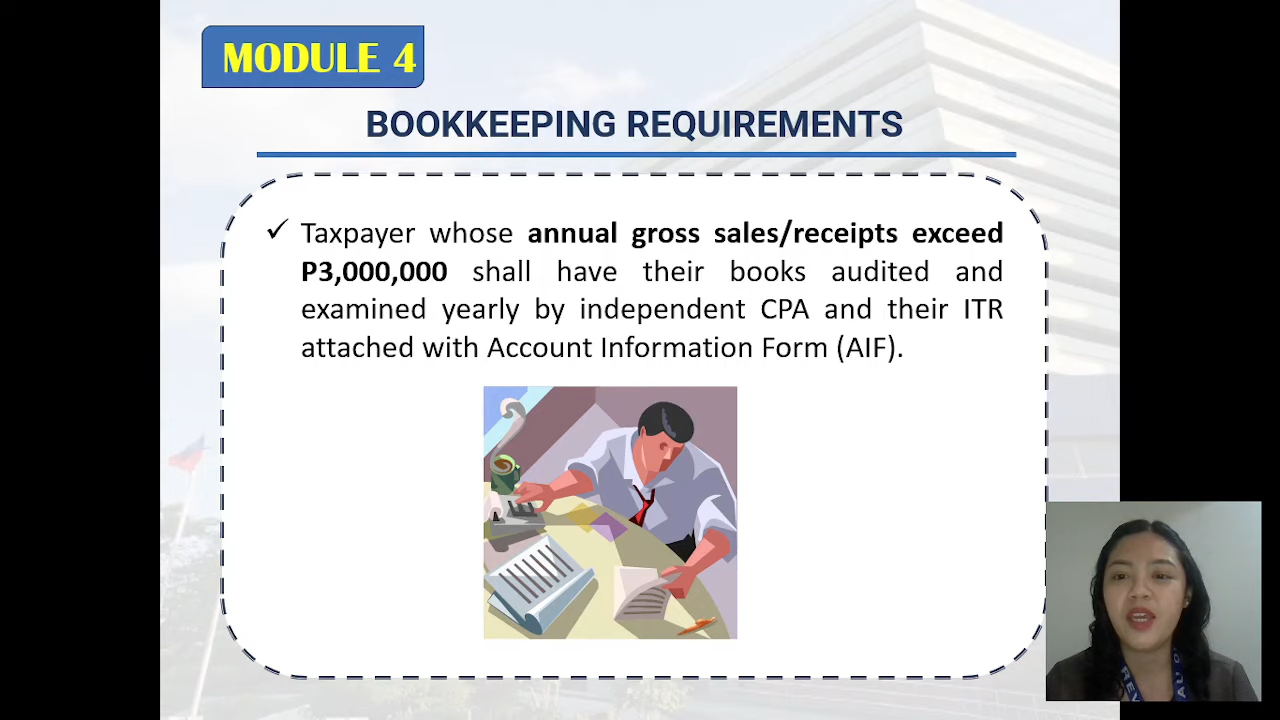 MODULE 4
BOOKKEEPING REQUIREMENTS
✓ Taxpayer whose annual gross sales/receipts exceed
P3,000,000 shall have their books audited and
examined yearly by independent CPA and their ITR
attached with Account Information Form (AIF).